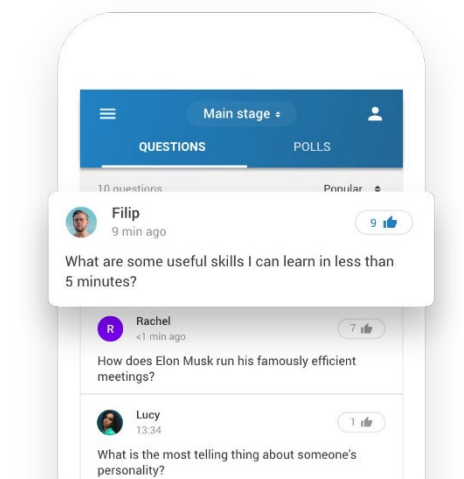 Main stage
QUESTIONS
POLLS
10 questions
Popular
Filip
9 min ago
9
What are some useful skills I can learn in less than
5 minutes?
R
Rachel
<1 min ago
7
How does Elon Musk run his famously efficient
meetings?
Lucy
13:34
1
What is the most telling thing about someone's
personality?